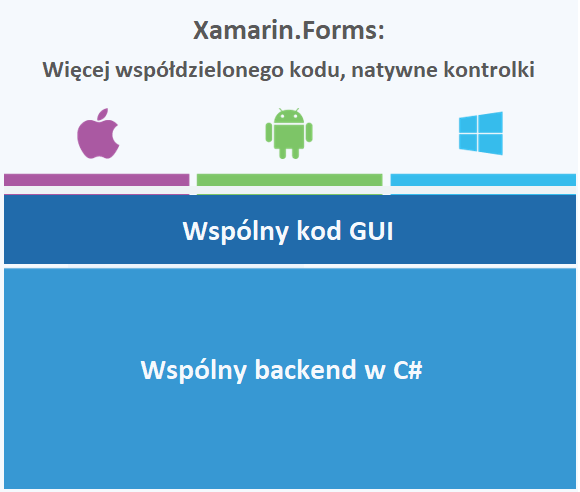 Xamarin.Forms:
Więcej współdzielonego kodu, natywne kontrolki
Wspólny kod GUI
Wspólny backend w C#